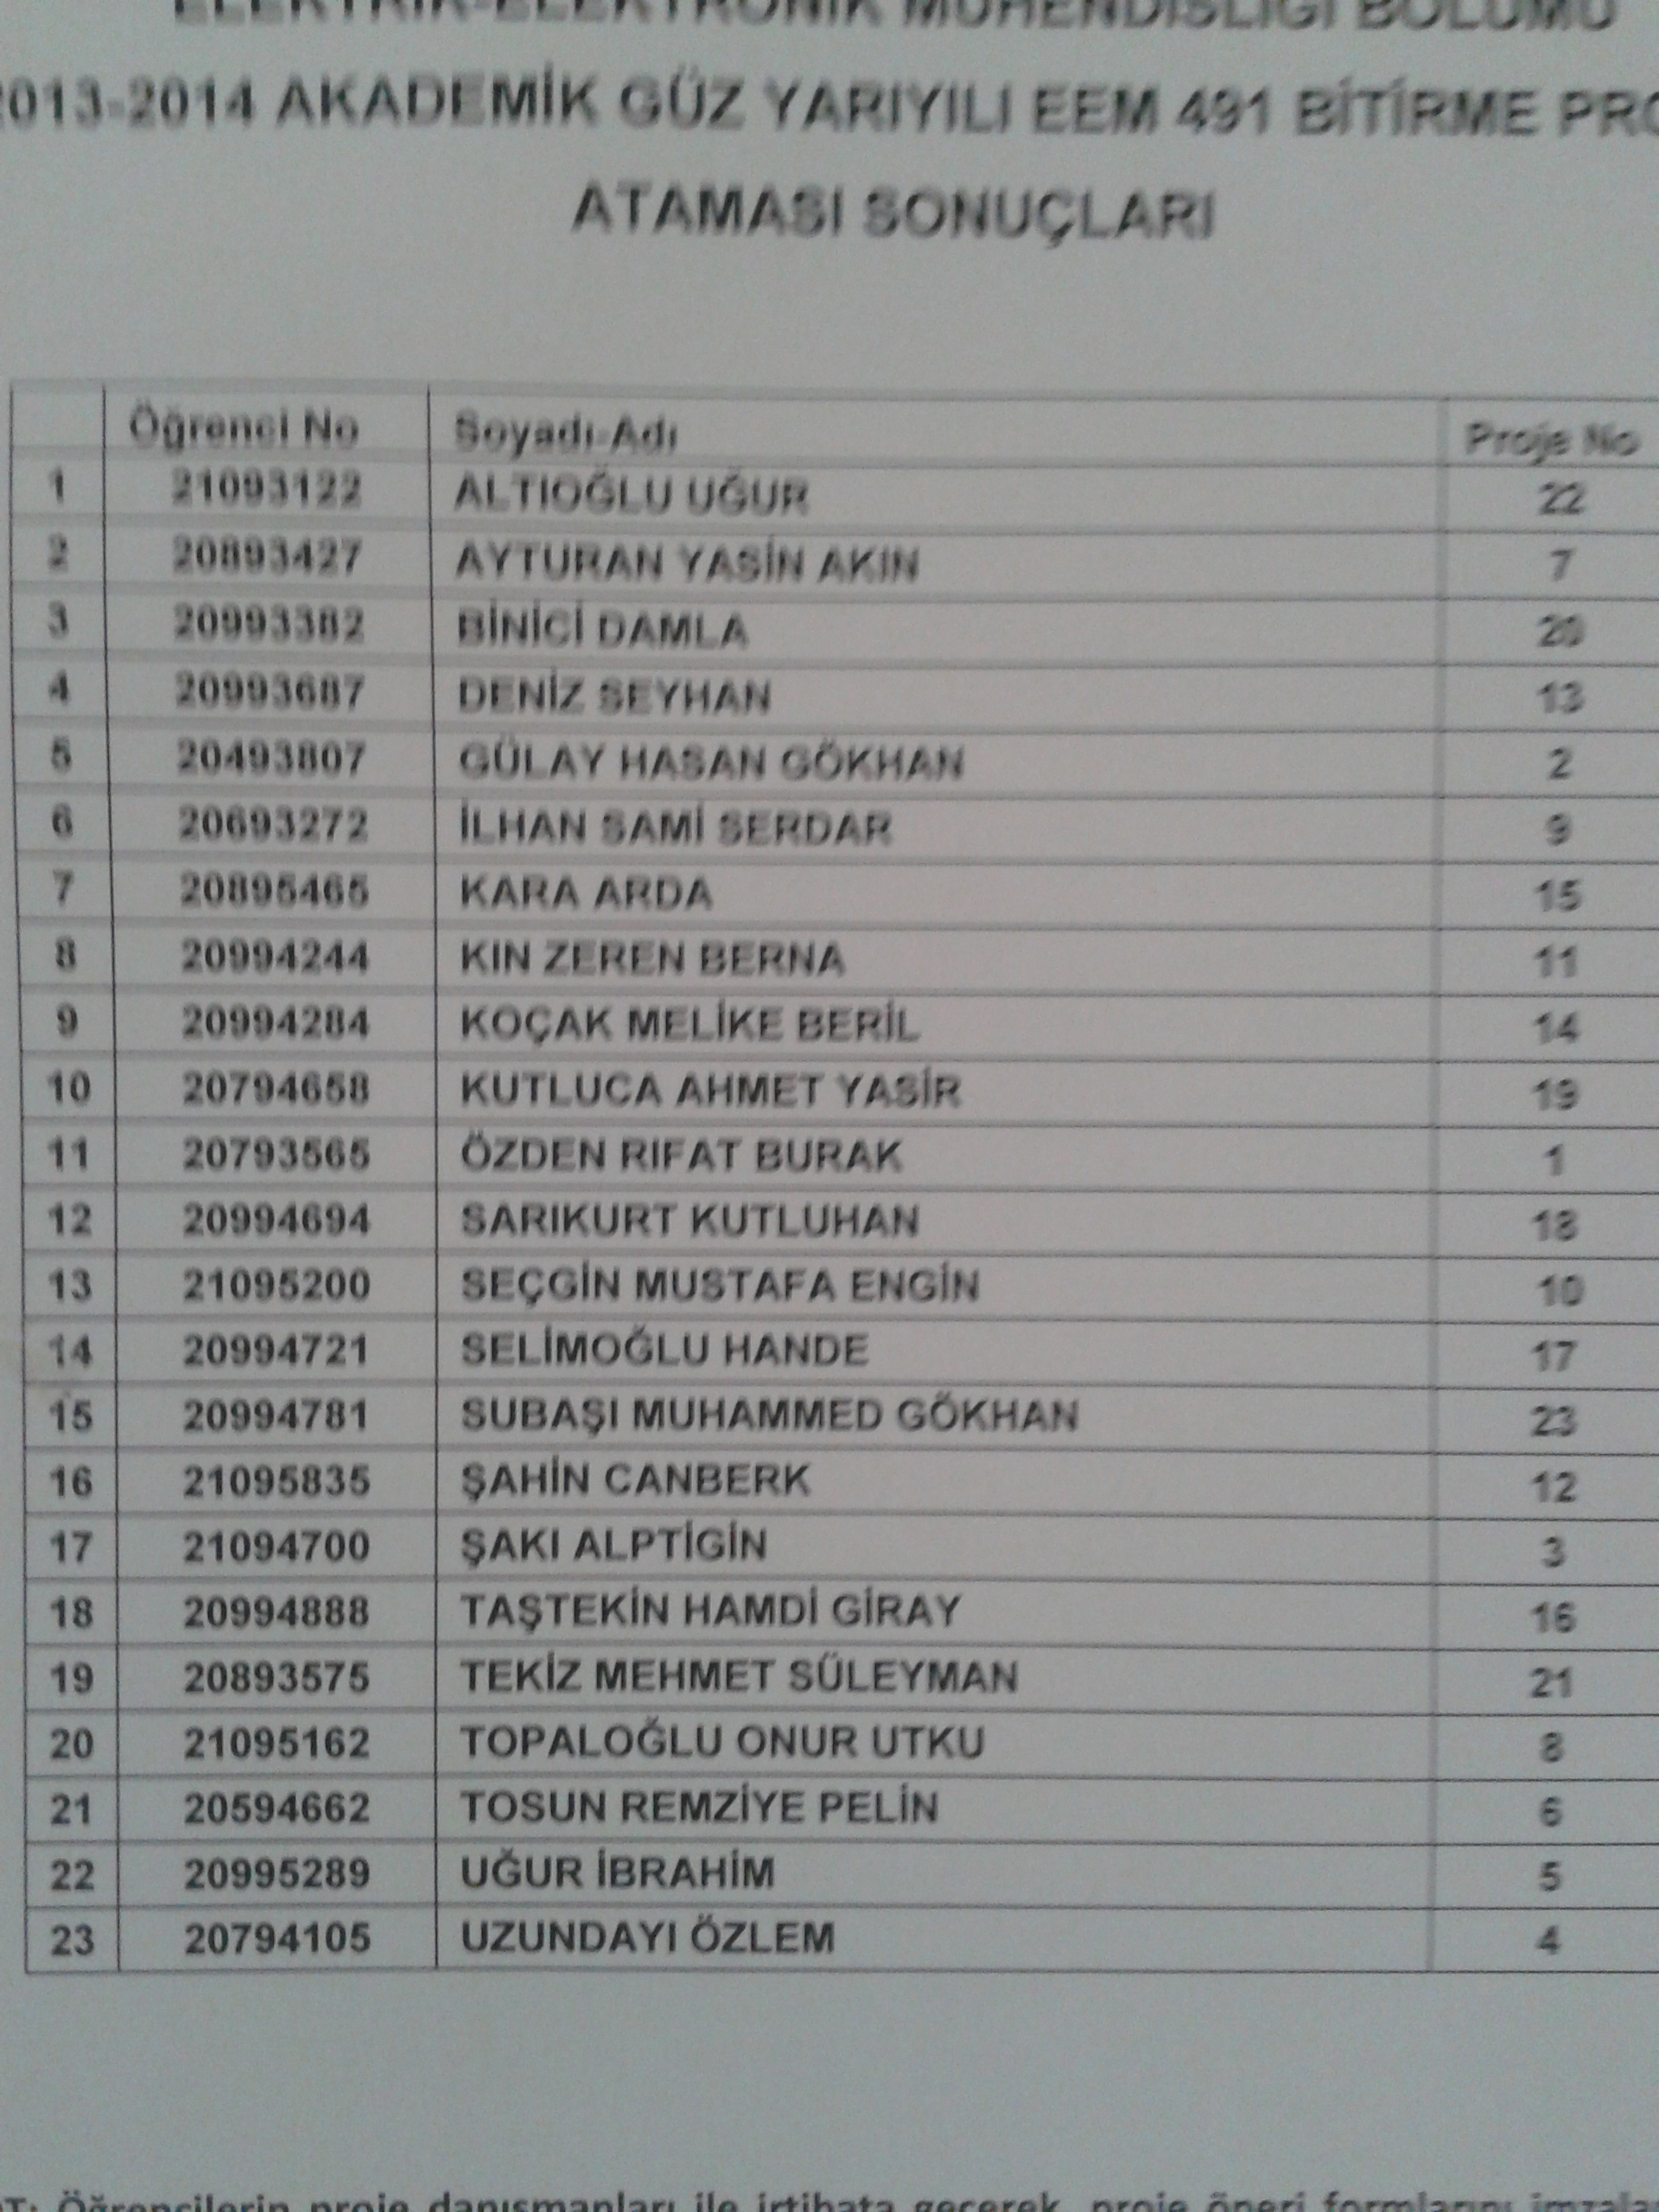 ELEKTRİK-ELEKTRONİK MÜHENDİSLİĞİ BÖLÜMÜ
2013-2014 AKADEMİK GÜZ YARIYILI EEM 491 BİTİRME PRO
ATAMASI SONUÇLARI
Öğrenci No Soyadı-Adı Proje No
1 21093122 ALTIOĞLU UĞUR 22
2 20893427 AYTURAN YASİN AKIN 7
3 20993382 BİNİCİ DAMLA 20
4 20993687 DENİZ SEYHAN 13
5 20493807 GÜLAY HASAN GÖKHAN 2
6 20693272 İLHAN SAMİ SERDAR 9
7 20895465 KARA ARDA 15
8 20994244 KIN ZEREN BERNA 11
9 20994284 KOÇAK MELİKE BERİL 14
10 20794658 KUTLUCA AHMET YASİR 19
11 20793565 ÖZDEN RIFAT BURAK 1
12 20994694 SARIKURT KUTLUHAN 18
13 21095200 SEÇGİN MUSTAFA ENGİN 10
14 20994721 SELİMOĞLU HANDE 17
15 20994781 SUBAŞI MUHAMMED GÖKHAN 23
16 21095835 ŞAHİN CANBERK 12
17 21094700 ŞAKI ALPTİGİN 3
18 20994888 TAŞTEKİN HAMDİ GİRAY 16
19 20893575 TEKİZ MEHMET SÜLEYMAN 21
20 21095162 TOPALOĞLU ONUR UTKU 8
21 20594662 TOSUN REMZİYE PELİN 6
22 20995289 UĞUR İBRAHİM 5
23 20794105 UZUNDAYI ÖZLEM 4
Öğrencilerin proje danışmanları ile irtibata geçerek, proje öneri formlarını